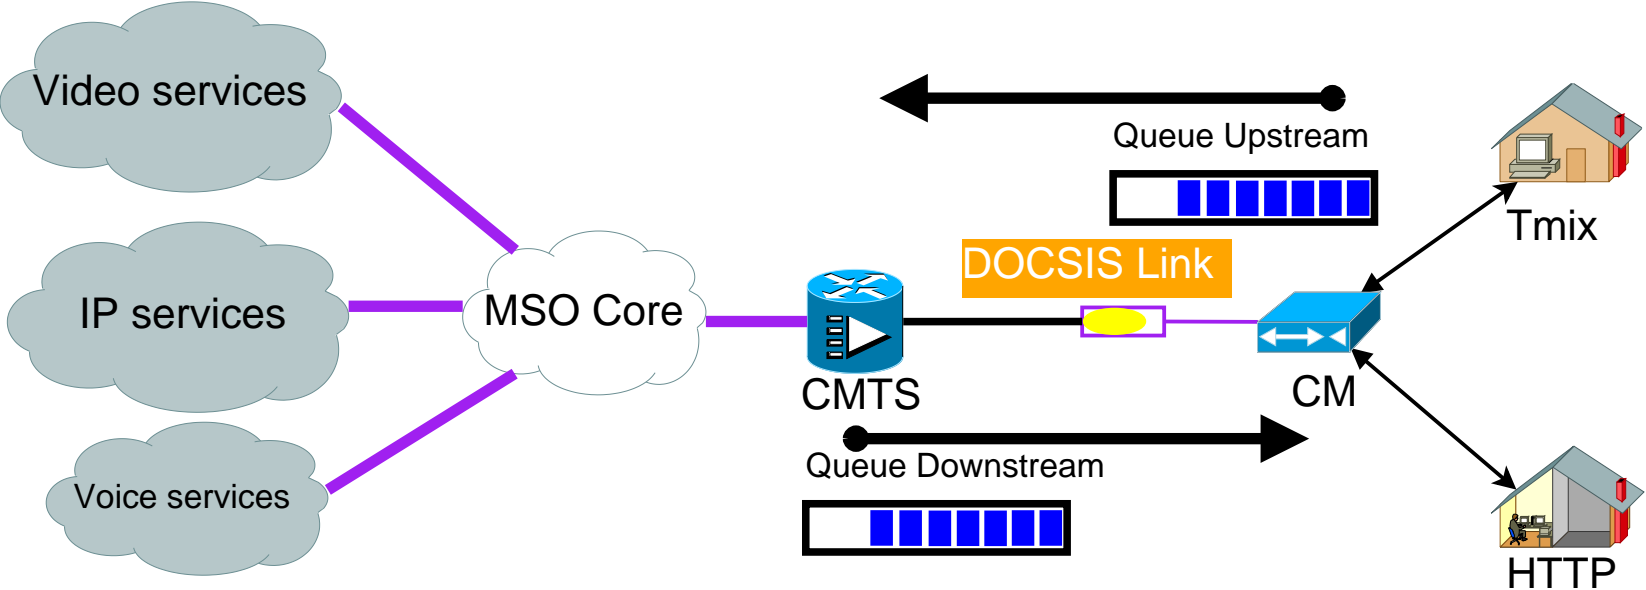 Video services
Queue Upstream
Tmix
DOCSIS Link
IP services
MSO Core
CMTS
CM
Queue Downstream
Voice services
HTTP